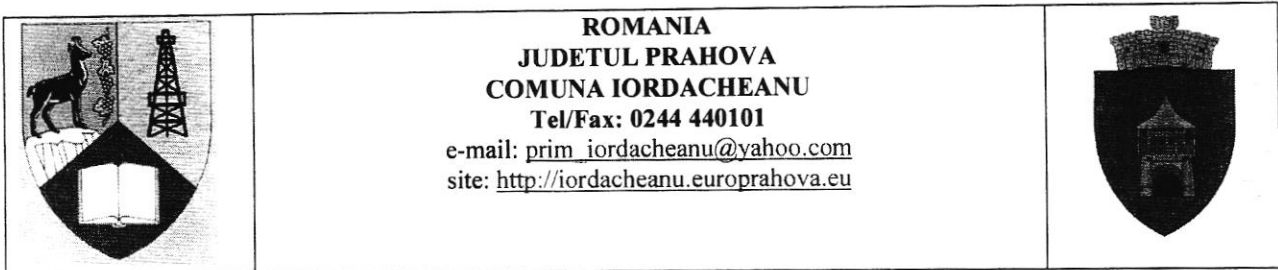 ROMANIA
JUDETUL PRAHOVA
COMUNA IORDACHEANU
Tel/Fax: 0244 440101
e-mail: prim_iordacheanu@yahoo.com
site: http://iordacheanu.europrahova.eu